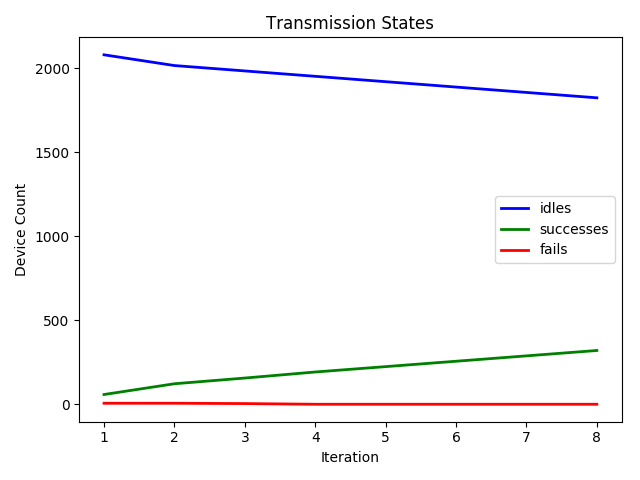 Transmission States
2000
1500
1000
500
0
Device Count
idles
successes
fails
1 2 3 4 5 6 7 8
Iteration